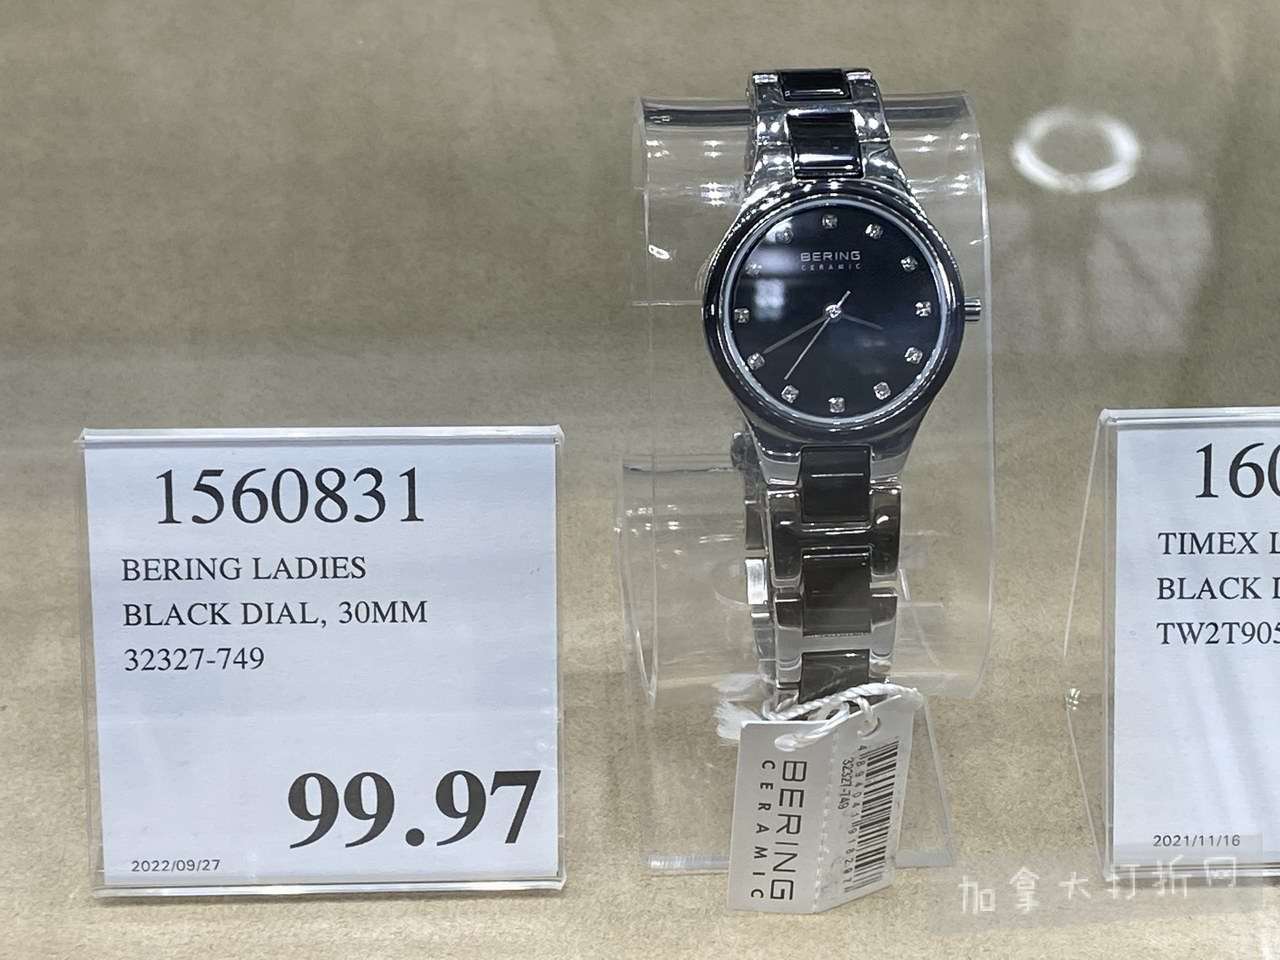 BERING
CERAMIC
1560831
BERING LADIES
BLACK DIAL, 30MM
32327-749
99.97
2022/09/27
BERING
CERAMIC
32327-749
160
TIMEX L
BLACK
TW2T905
2021/11/16
加拿大打折网